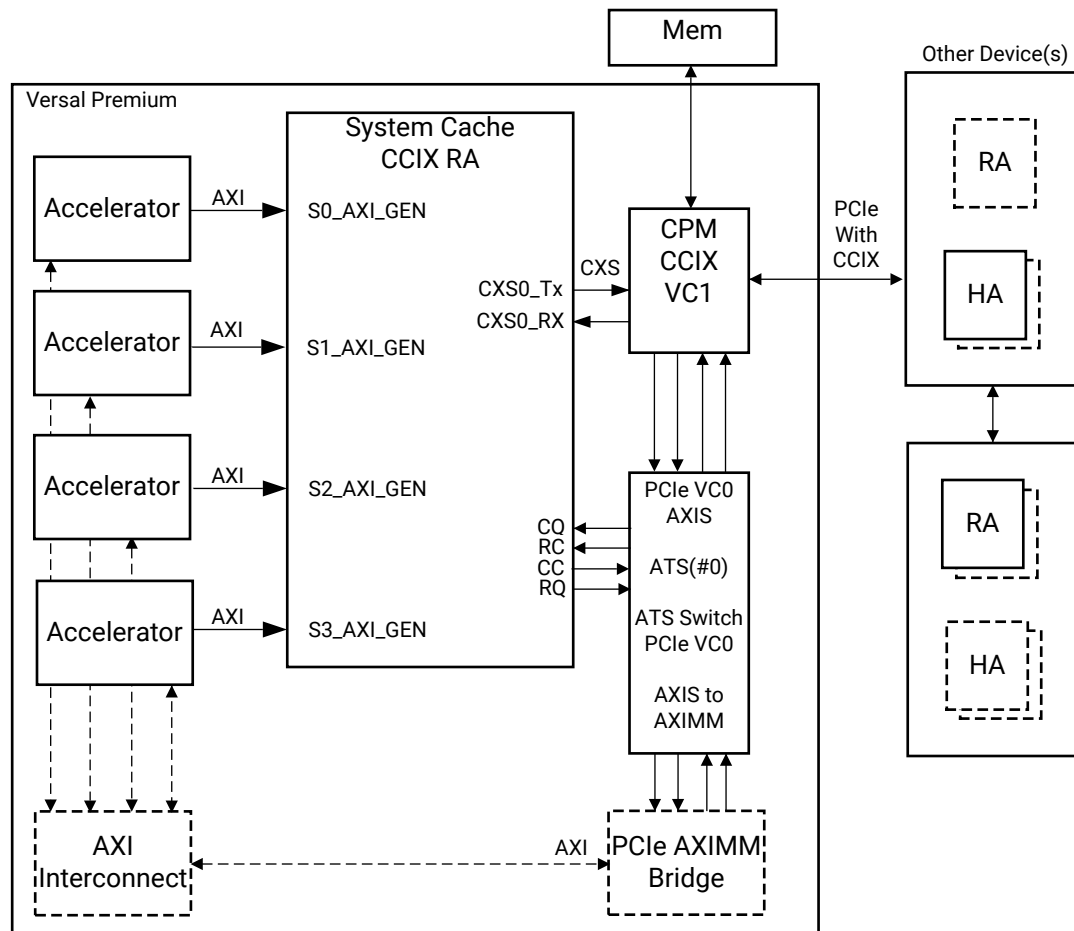 Mem
Other Device(s)
Versal Premium
System Cache
CCIX RA
Accelerator
AXI
S0_AXI_GEN
CPM
CCIX
VC1
PCIe
With
CCIX
RA
HA
CXS
CXS0_Tx
CXS0_RX
Accelerator
AXI
S1_AXI_GEN
Accelerator
AXI
S2_AXI_GEN
PCIe VC0
AXIS
CQ
RC
CC
RQ
ATS(#0)
RA
Accelerator
AXI
S3_AXI_GEN
ATS Switch
PCIe VC0
AXIS to
AXIMM
HA
AXI
Interconnect
AXI
PCIe AXIMM
Bridge